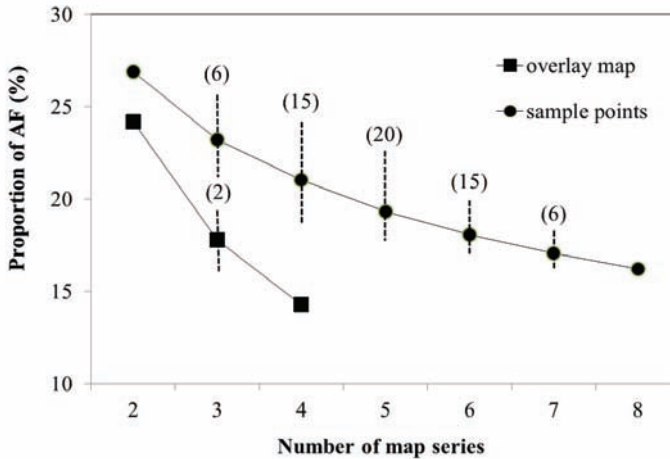 30
25
20
15
10
Proportion of AF (%)
overlay map
sample points
(6)
(15)
(20)
(15)
(6)
(2)
2 3 4 5 6 7 8
Number of map series